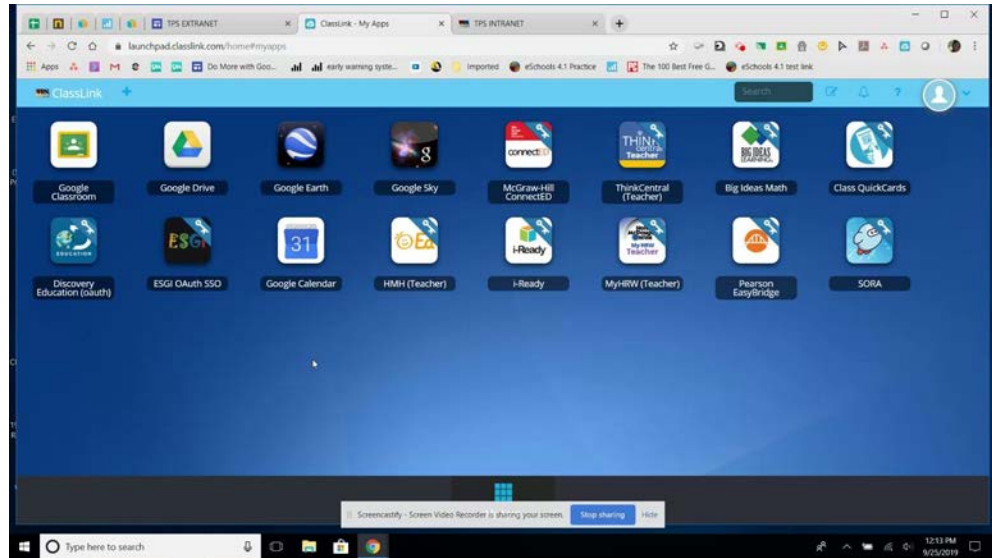 TPS EXTRANET
ClassLink - My Apps
TPS INTRANET
launchpad.classlink.com/home#myapps
Apps
Do More with Goo...
early warning syste...
Imported
eSchools 4.1 Practice
The 100 Best Free G...
eSchools 4.1 test link
ClassLink
Search
connectED
THINK central Teacher
BIG IDEAS LEARNING
g
Google Classroom
Google Drive
Google Earth
Google Sky
McGraw-Hill ConnectED
ThinkCentral (Teacher)
Big Ideas Math
Class QuickCards
EDUCATION
ESGI
31
Ed
i-Ready
my HRW Teacher
Discovery Education (oauth)
ESGI OAuth SSO
Google Calendar
HMH (Teacher)
i-Ready
MyHRW (Teacher)
Pearson EasyBridge
SORA
Screencastify - Screen Video Recorder is sharing your screen.
Stop sharing
Hide
Type here to search
12:13 PM
9/25/2019